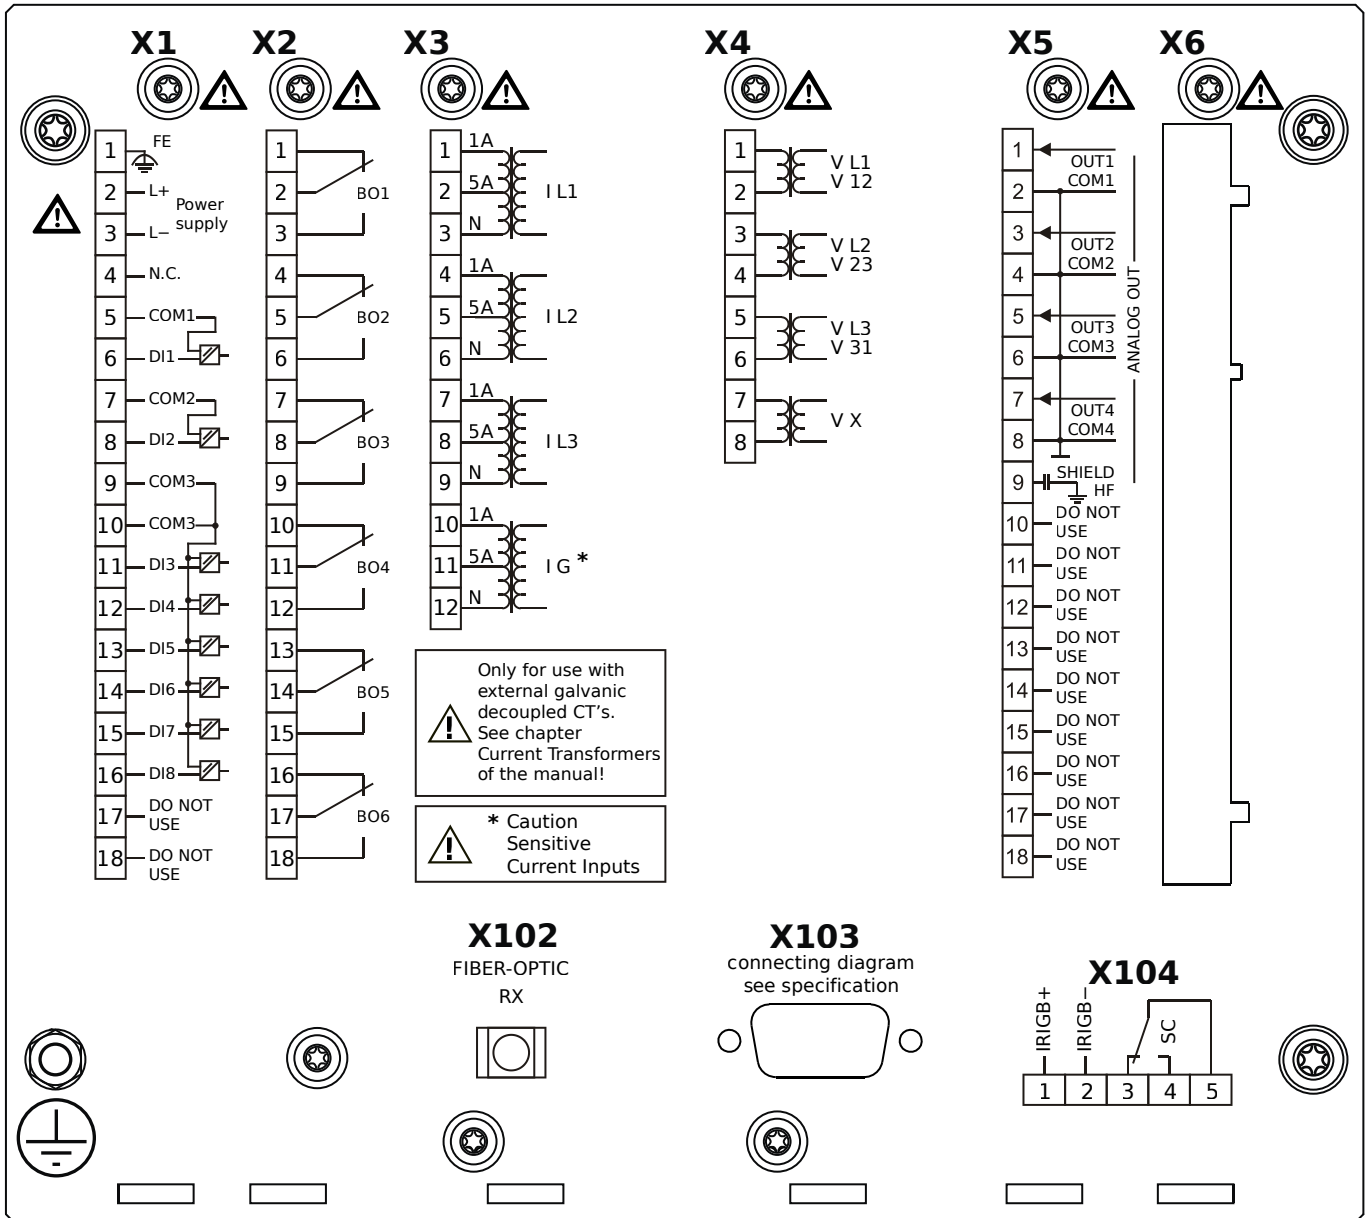 X1 X2 X3 X4 X5 X6
1 FE
2 L+
Power
supply
3 L−
4 N.C.
5 COM1
6 DI1
7 COM2
8 DI2
9 COM3
10 COM3
11 DI3
12 DI4
13 DI5
14 DI6
15 DI7
16 DI8
17 DO NOT
USE
18 DO NOT
USE
1
2 BO1
3
4
5 BO2
6
7
8 BO3
9
10
11 BO4
12
13
14 BO5
15
16
17 BO6
18
1 1A
2 5A I L1
3 N
4 1A
5 5A I L2
6 N
7 1A
8 5A I L3
9 N
10 1A
11 5A I G *
12 N
Only for use with
external galvanic
decoupled CT's.
See chapter
Current Transformers
of the manual!
* Caution
Sensitive
Current Inputs
1 V L1
2 V 12
3 V L2
4 V 23
5 V L3
6 V 31
7 V X
8
1 OUT1
2 COM1
3 OUT2
4 COM2
5 OUT3
6 COM3
7 OUT4
8 COM4
ANALOG OUT
9 SHIELD
HF
10 DO NOT
USE
11 DO NOT
USE
12 DO NOT
USE
13 DO NOT
USE
14 DO NOT
USE
15 DO NOT
USE
16 DO NOT
USE
17 DO NOT
USE
18 DO NOT
USE
X102
FIBER-OPTIC
RX
X103
connecting diagram
see specification
X104
IRIGB+
IRIGB−
SC
1 2 3 4 5